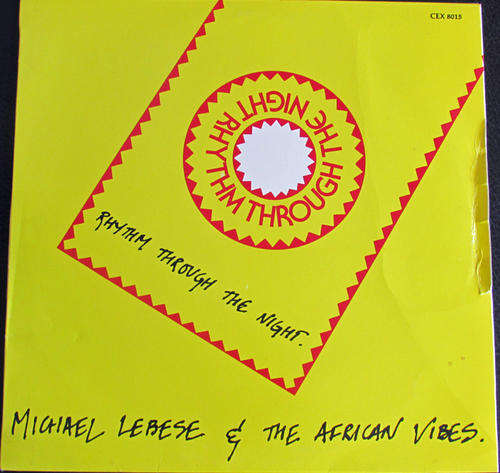 CEX 8015
RHYTHM THROUGH THE NIGHT
RHYTHM THROUGH THE NIGHT.
MICHAEL LEBESE & THE AFRICAN VIBES.